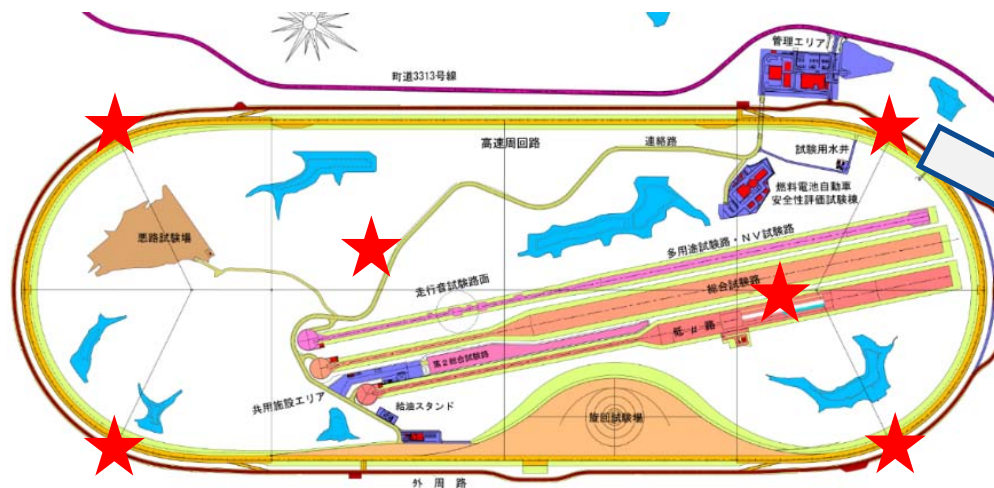 管理エリア
町道3313号線
高速周回路
連絡路
試験用水井
燃料電池自動車
安全性評価試験棟
悪路試験場
多用途試験路・NV試験路
走行音試験路面
総合試験路
低μ路
第2総合試験路
共用施設エリア
給油スタンド
旋回試験場
外周路